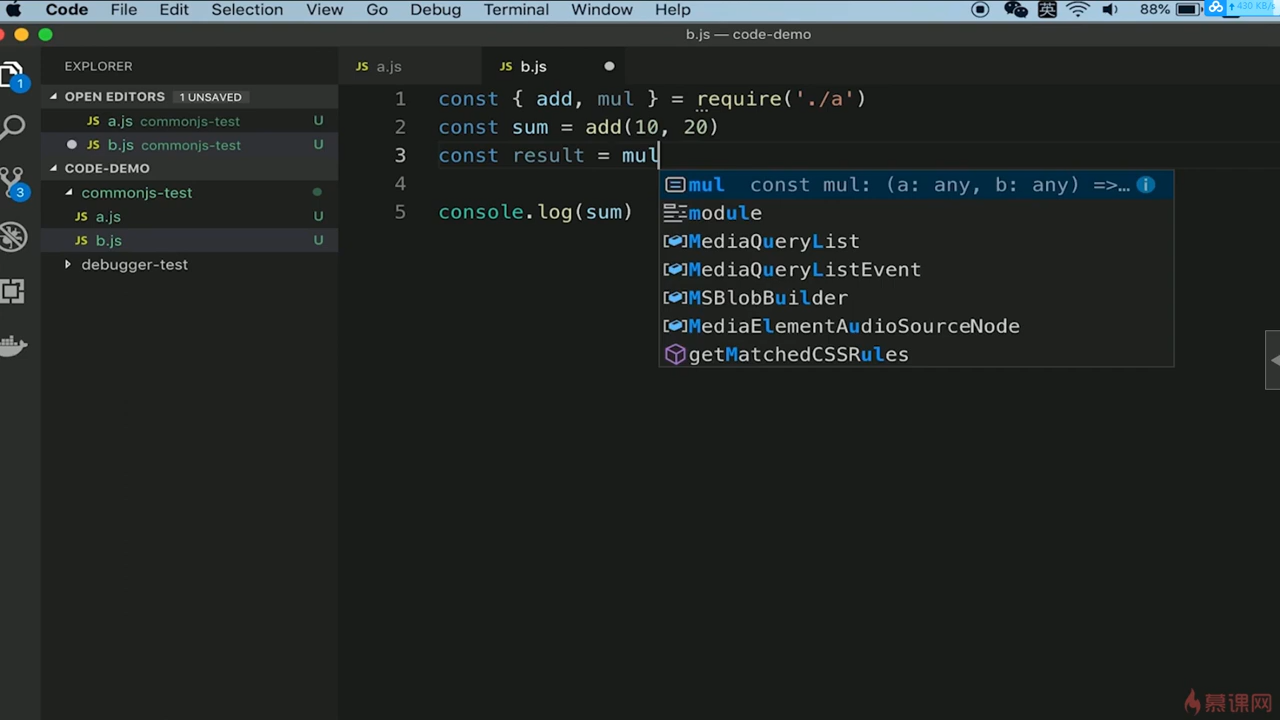 Code File Edit Selection View Go Debug Terminal Window Help 英 88% 430 KB/s
b.js — code-demo
EXPLORER
OPEN EDITORS 1 UNSAVED
JS a.js commonjs-test U
JS b.js commonjs-test U
CODE-DEMO
commonjs-test
JS a.js U
JS b.js U
debugger-test
1
3
JS a.js JS b.js
1 const { add, mul } = require('./a')
2 const sum = add(10, 20)
3 const result = mul
4
5 console.log(sum)
mul const mul: (a: any, b: any) =>…
module
MediaQueryList
MediaQueryListEvent
MSBlobBuilder
MediaElementAudioSourceNode
getMatchedCSSRules
慕课网